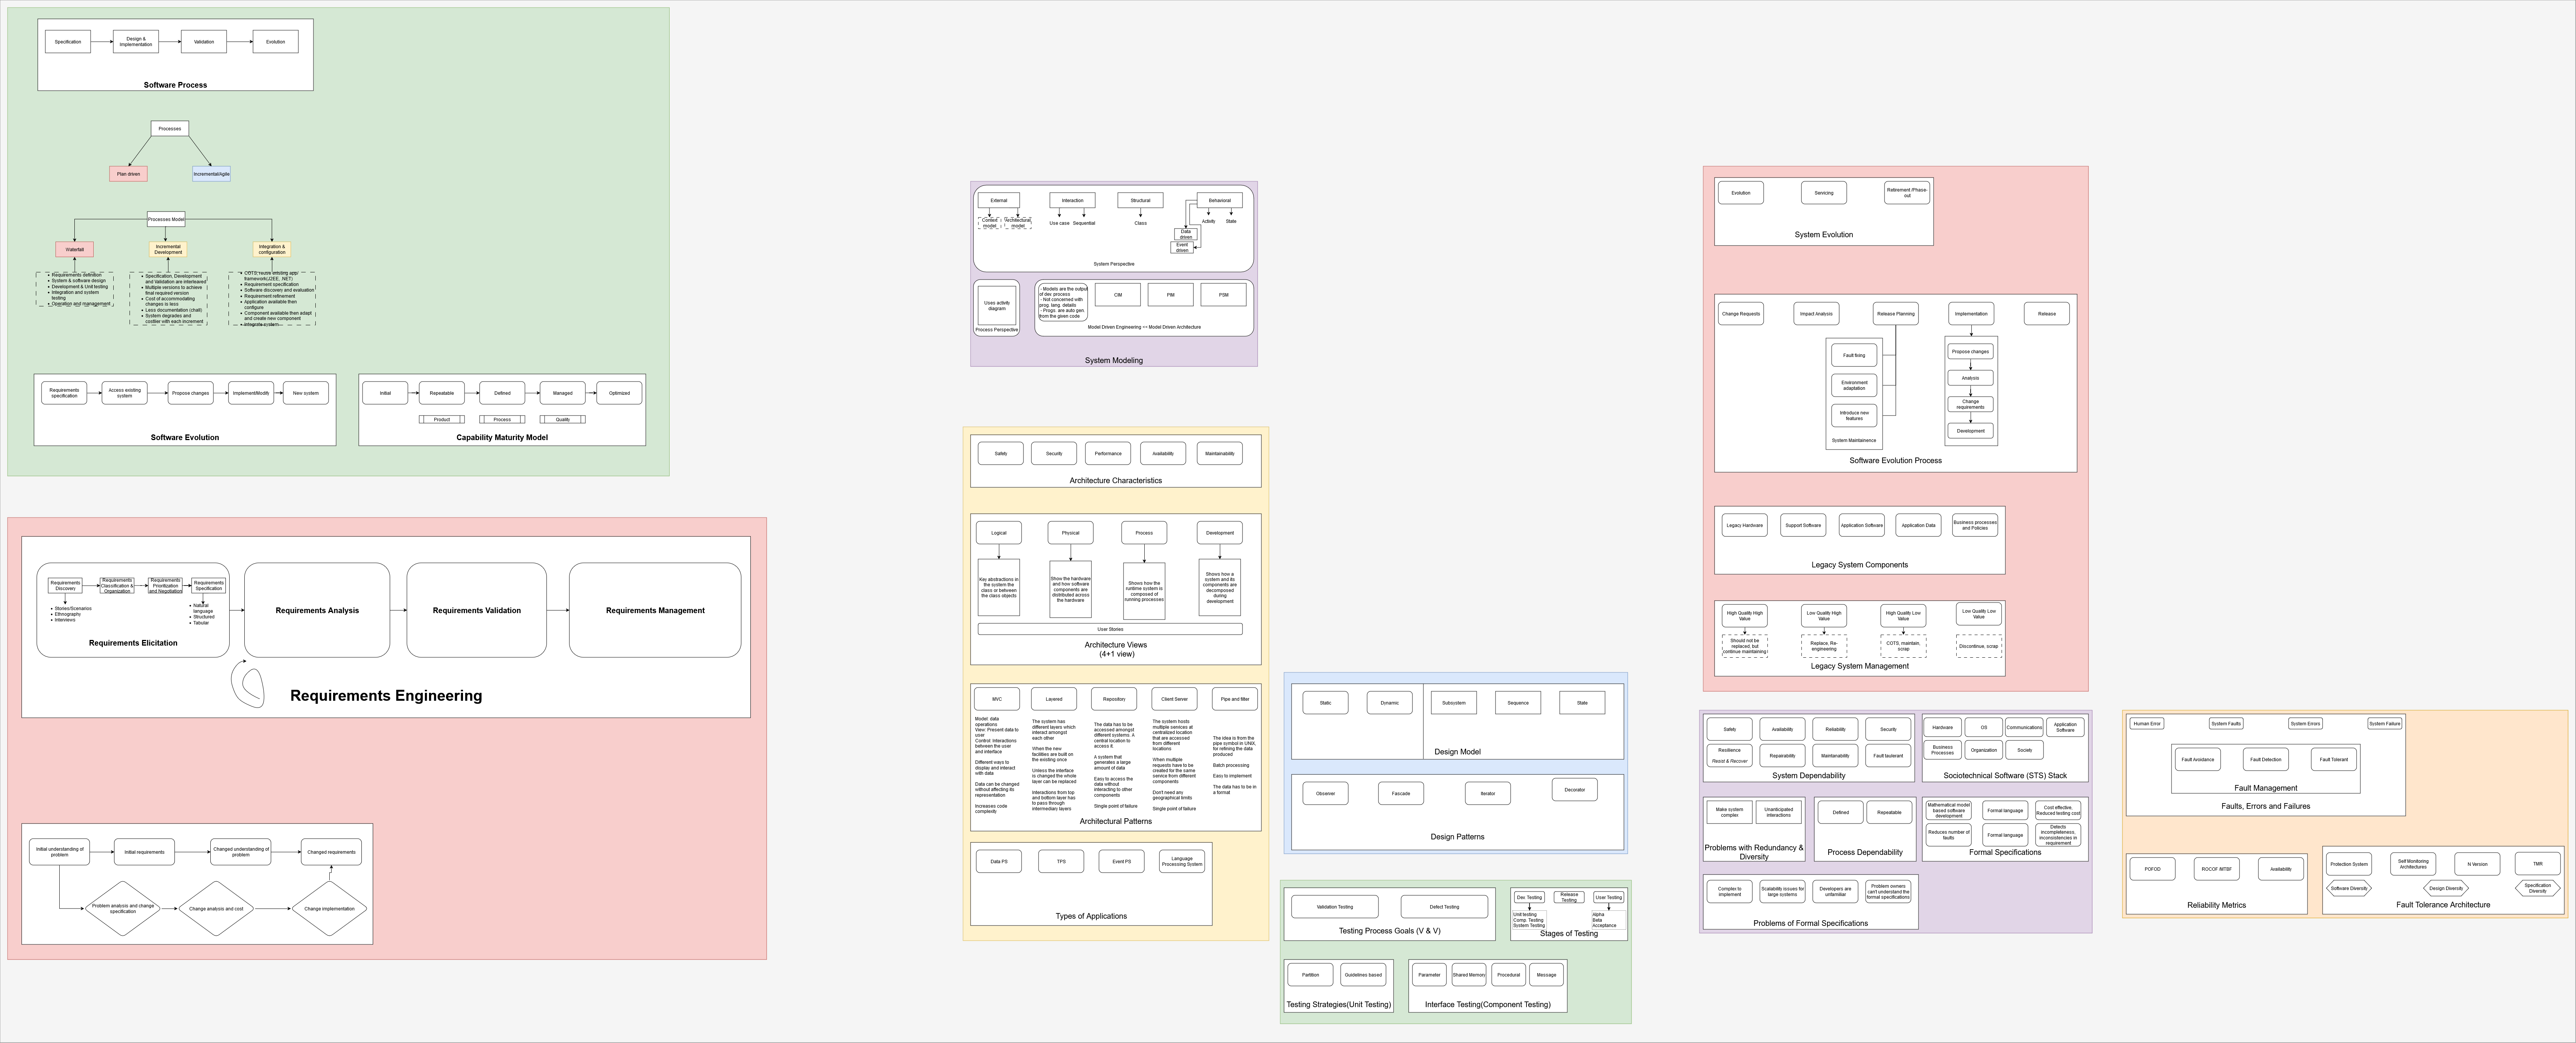 Specification
Design &
Implementation
Validation
Evolution
Software Process
Processes
Plan driven
Incremental/Agile
Processes Model
Waterfall
Incremental
Development
Integration &
configuration
Requirements definition
System & software design
Development & Unit testing
Integration and system
testing
Operation and management
Specification, Development
and Validation are interleaved
Multiple versions to achieve
final required version
Cost of accommodating
changes is less
Less documentation (chall)
System degrades and
costlier with each increment
COTS, reuse existing app/
framework(J2EE, .NET)
Requirement specification
Software discovery and evaluation
Requirement refinement
Application available then
configure
Component available then adapt
and create new component
Integrate system
Requirements
specification
Access existing
system
Propose changes
Implement/Modify
New system
Software Evolution
Initial
Repeatable
Defined
Managed
Optimized
Product
Process
Quality
Capability Maturity Model
Requirements
Discovery
Requirements
Classification &
Organization
Requirements
Prioritization
and Negotiation
Requirements
Specification
Stories/Scenarios
Ethnography
Interviews
Natural
language
Structured
Tabular
Requirements Elicitation
Requirements Analysis
Requirements Validation
Requirements Management
Requirements Engineering
Initial understanding of
problem
Initial requirements
Changed understanding of
problem
Changed requirements
Problem analysis and change
specification
Change analysis and cost
Change implementation
External
Interaction
Structural
Behavioral
Context
model
Architectural
model
Use case
Sequential
Class
Activity
State
Data
driven
Event
driven
System Perspective
Uses activity
diagram
Process Perspective
- Models are the output
of dev process
- Not concerned with
prog. lang. details
- Progs. are auto gen
from the given code
CIM
PIM
PSM
Model Driven Engineering ~~ Model Driven Architecture
System Modeling
Safety
Security
Performance
Availability
Maintainability
Architecture Characteristics
Logical
Physical
Process
Development
Key abstractions in
the system the
class or between
the class objects
Show the hardware
and how software
components are
distributed across
the hardware
Shows how the
runtime system is
composed of
running processes
Shows how a
system and its
components are
decomposed
during
development
User Stories
Architecture Views
(4+1 view)
MVC
Layered
Repository
Client Server
Pipe and filter
Model: data
operations
View: Present data to
user
Control: Interactions
between the user
and interface
Different ways to
display and interact
with data
Data can be changed
without affecting its
representation
Increases code
complexity
The system has
different layers which
interact amongst
each other
When the new
facilities are built on
the existing once
Unless the interface
is changed the whole
layer can be replaced
Interactions from top
and bottom layer has
to pass through
intermediary layers
The data has to be
accessed amongst
different systems. A
central location to
access it
A system that
generates a large
amount of data
Easy to access the
data without
interacting to other
components
Single point of failure
The system hosts
multiple services at
centralized location
that are accessed
from different
locations
When multiple
requests have to be
created for the same
service from different
components
Don't need any
geographical limits
Single point of failure
The idea is from the
pipe symbol in UNIX,
for refining the data
produced
Batch processing
Easy to implement
The data has to be in
a format
Architectural Patterns
Data PS
TPS
Event PS
Language
Processing System
Types of Applications
Static
Dynamic
Subsystem
Sequence
State
Design Model
Observer
Fascade
Iterator
Decorator
Design Patterns
Validation Testing
Defect Testing
Testing Process Goals (V & V)
Dev Testing
Release
Testing
User Testing
Unit testing
Comp. Testing
System Testing
Alpha
Beta
Acceptance
Stages of Testing
Partition
Guidelines based
Testing Strategies(Unit Testing)
Parameter
Shared Memory
Procedural
Message
Interface Testing(Component Testing)
Evolution
Servicing
Retirement /Phase-
out
System Evolution
Change Requests
Impact Analysis
Release Planning
Implementation
Release
Fault fixing
Environment
adaptation
Introduce new
features
System Maintainence
Propose changes
Analysis
Change
requirements
Development
Software Evolution Process
Legacy Hardware
Support Software
Application Software
Application Data
Business processes
and Policies
Legacy System Components
High Quality High
Value
Low Quality High
Value
High Quality Low
Value
Low Quality Low
Value
Should not be
replaced, but
continue maintaining
Replace, Re-
engineering
COTS, maintain,
scrap
Discontinue, scrap
Legacy System Management
Safety
Availability
Reliability
Security
Resilience
Resist & Recover
Repairability
Maintainability
Fault tauterant
System Dependability
Hardware
OS
Communications
Application
Software
Business
Processes
Organization
Society
Sociotechnical Software (STS) Stack
Make system
complex
Unanticipated
interactions
Problems with Redundancy &
Diversity
Defined
Repeatable
Process Dependability
Mathematical model
based software
development
Formal language
Cost effective,
Reduced testing cost
Reduces number of
faults
Formal language
Detects
incompleteness,
inconsistencies in
requirement
Formal Specifications
Compler to
implement
Scalability issues for
large systems
Developers are
unfamiliar
Problem owners
can't understand the
formal specifications
Problems of Formal Specifications
Human Error
System Faults
System Errors
System Failure
Fault Avoidance
Fault Detection
Fault Tolerant
Fault Management
Faults, Errors and Failures
POFOD
ROCOF /MTBF
Availability
Reliability Metrics
Protection System
Self Monitoring
Architectures
N Version
TMR
Software Diversity
Design Diversity
Specification
Diversity
Fault Tolerance Architecture